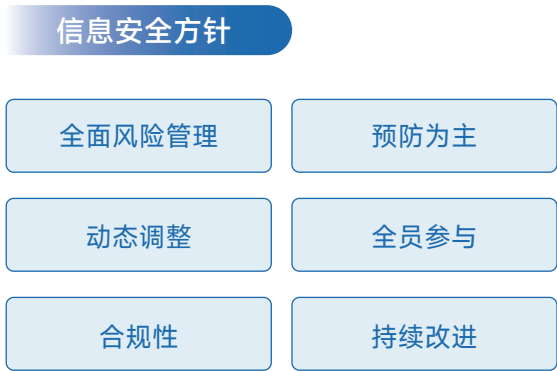 信息安全方针
全面风险管理
预防为主
动态调整
全员参与
合规性
持续改进